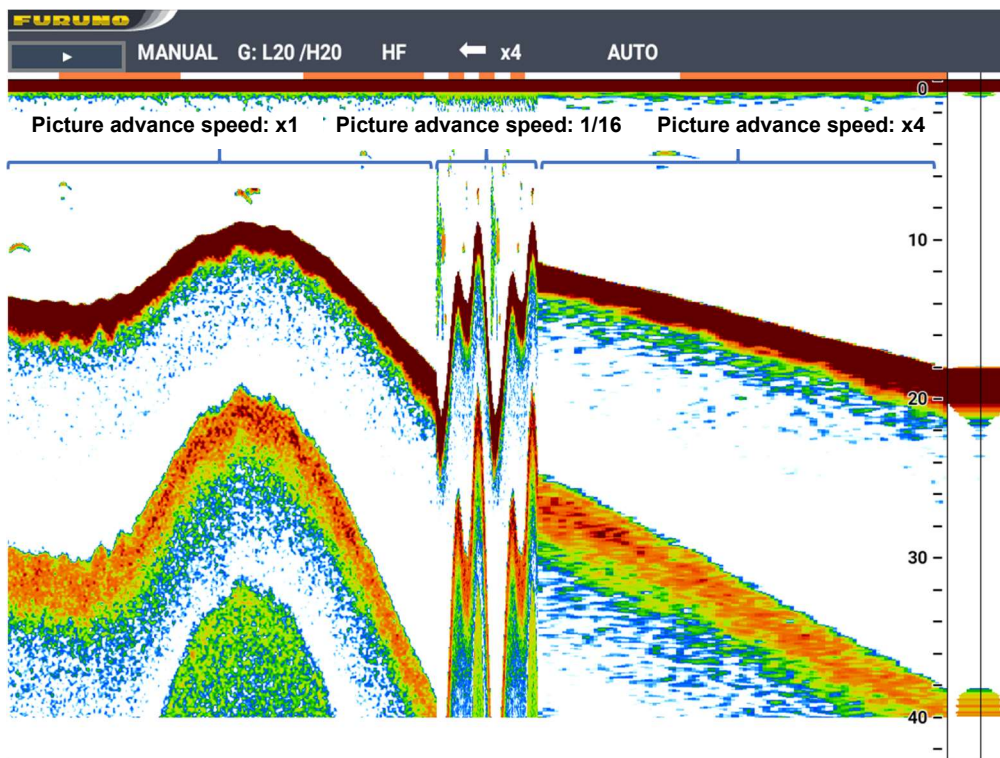 FURUNO
MANUAL G: L20 /H20 HF x4 AUTO
0
Picture advance speed: x1 Picture advance speed: 1/16 Picture advance speed: x4
10
20
30
40